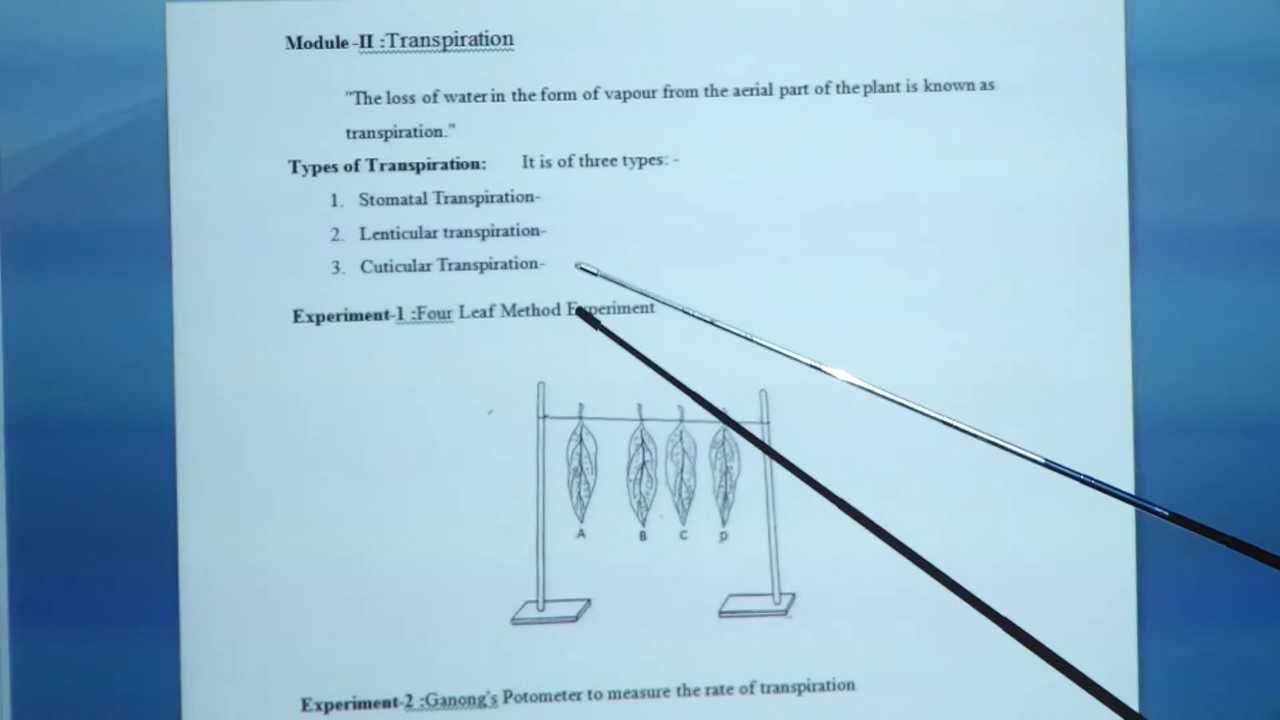 Module-II :Transpiration
"The loss of water in the form of vapour from the aerial part of the plant is known as
transpiration."
Types of Transpiration: It is of three types: -
1. Stomatal Transpiration-
2. Lenticular transpiration-
3. Cuticular Transpiration-
Experiment-1 :Four Leaf Method Experiment
A B C D
Experiment-2 :Ganong's Potometer to measure the rate of transpiration